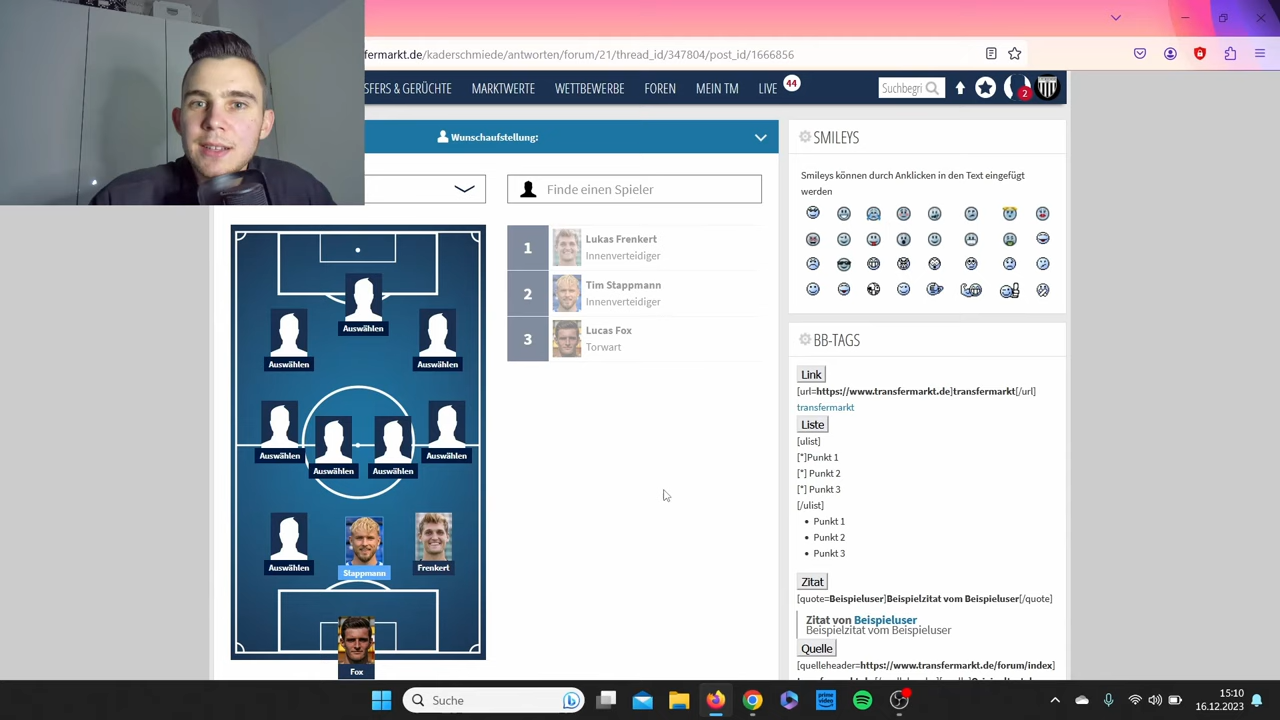 fermarkt.de/kaderschmiede/antworten/forum/21/thread_id/347804/post_id/1666856
SFERS & GERÜCHTE MARKTWERTE WETTBEWERBE FOREN MEIN TM LIVE 44
Suchbegri
2
Wunschaufstellung:
Finde einen Spieler
1
Lukas Frenkert
Innenverteidiger
2
Tim Stappmann
Innenverteidiger
3
Lucas Fox
Torwart
Auswählen
Auswählen
Auswählen
Auswählen
Auswählen
Auswählen
Auswählen
Auswählen
Stappmann
Frenkert
Fox
SMILEYS
Smileys können durch Anklicken in den Text eingefügt
werden
BB-TAGS
Link
[url=https://www.transfermarkt.de]transfermarkt[/url]
transfermarkt
Liste
[ulist]
[*]Punkt 1
[*] Punkt 2
[*] Punkt 3
[/ulist]
Punkt 1
Punkt 2
Punkt 3
Zitat
[quote=Beispieluser]Beispielzitat vom Beispieluser[/quote]
Zitat von Beispieluser
Beispielzitat vom Beispieluser
Quelle
[quelleheader=https://www.transfermarkt.de/forum/index]
Suche
15:10
16.12.2023